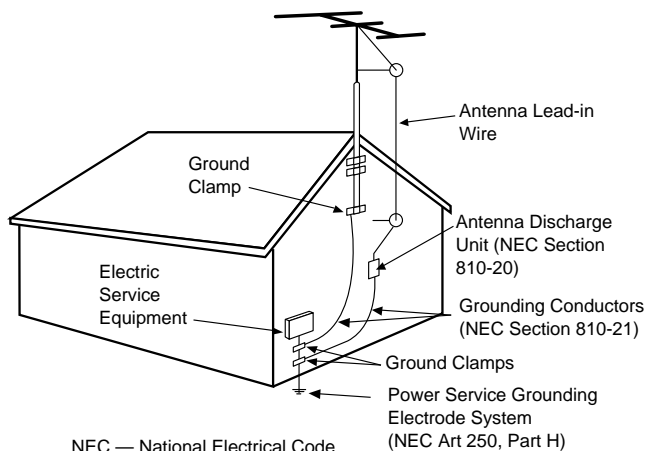 Antenna Lead-in
Wire
Ground
Clamp
Antenna Discharge
Unit (NEC Section
810-20)
Electric
Service
Equipment
Grounding Conductors
(NEC Section 810-21)
Ground Clamps
Power Service Grounding
Electrode System
(NEC Art 250, Part H)
NEC — National Electrical Code